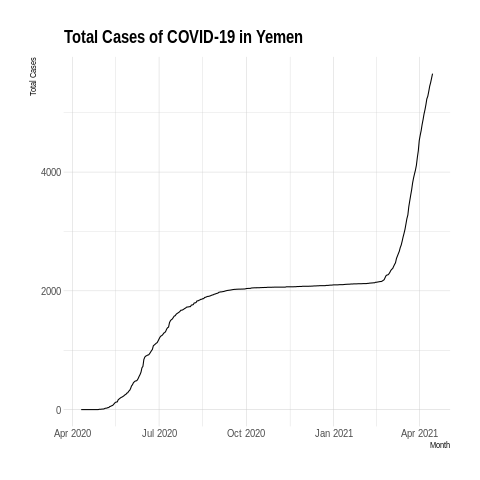 Total Cases of COVID-19 in Yemen
Total Cases
4000
2000
0
Apr 2020 Jul 2020 Oct 2020 Jan 2021 Apr 2021
Month